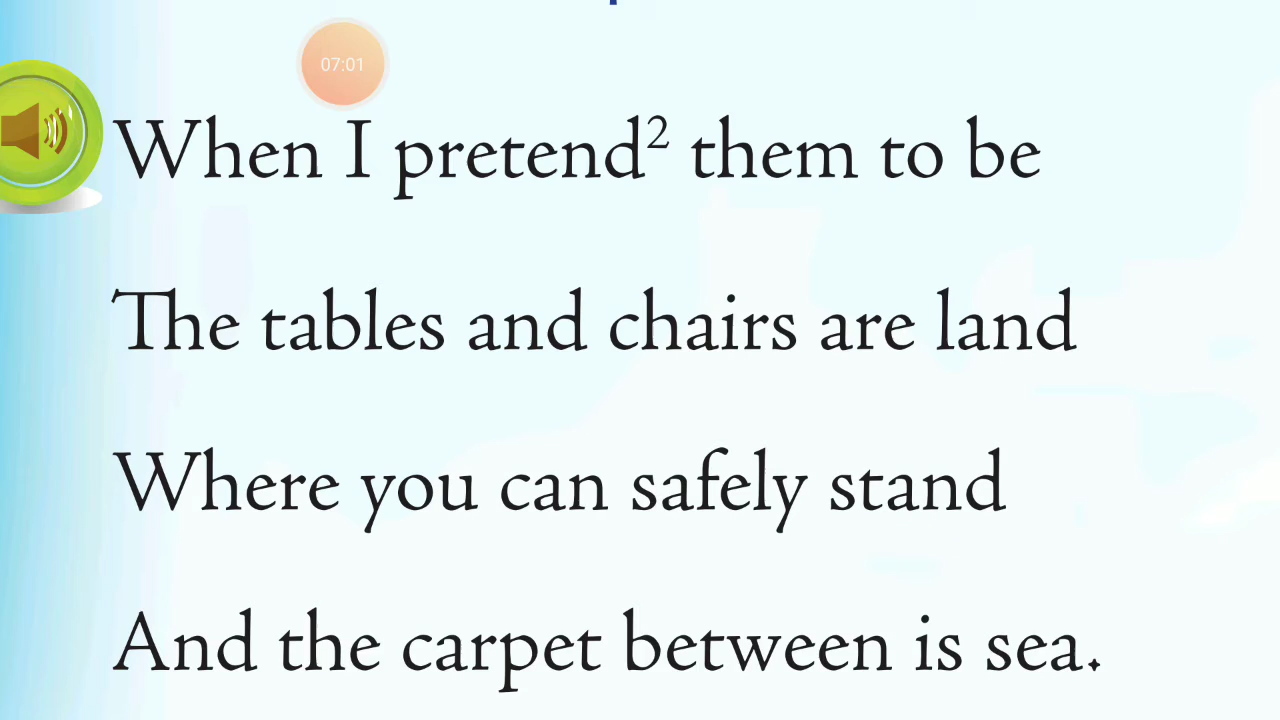 07:01
When I pretend² them to be
The tables and chairs are land
Where you can safely stand
And the carpet between is sea.